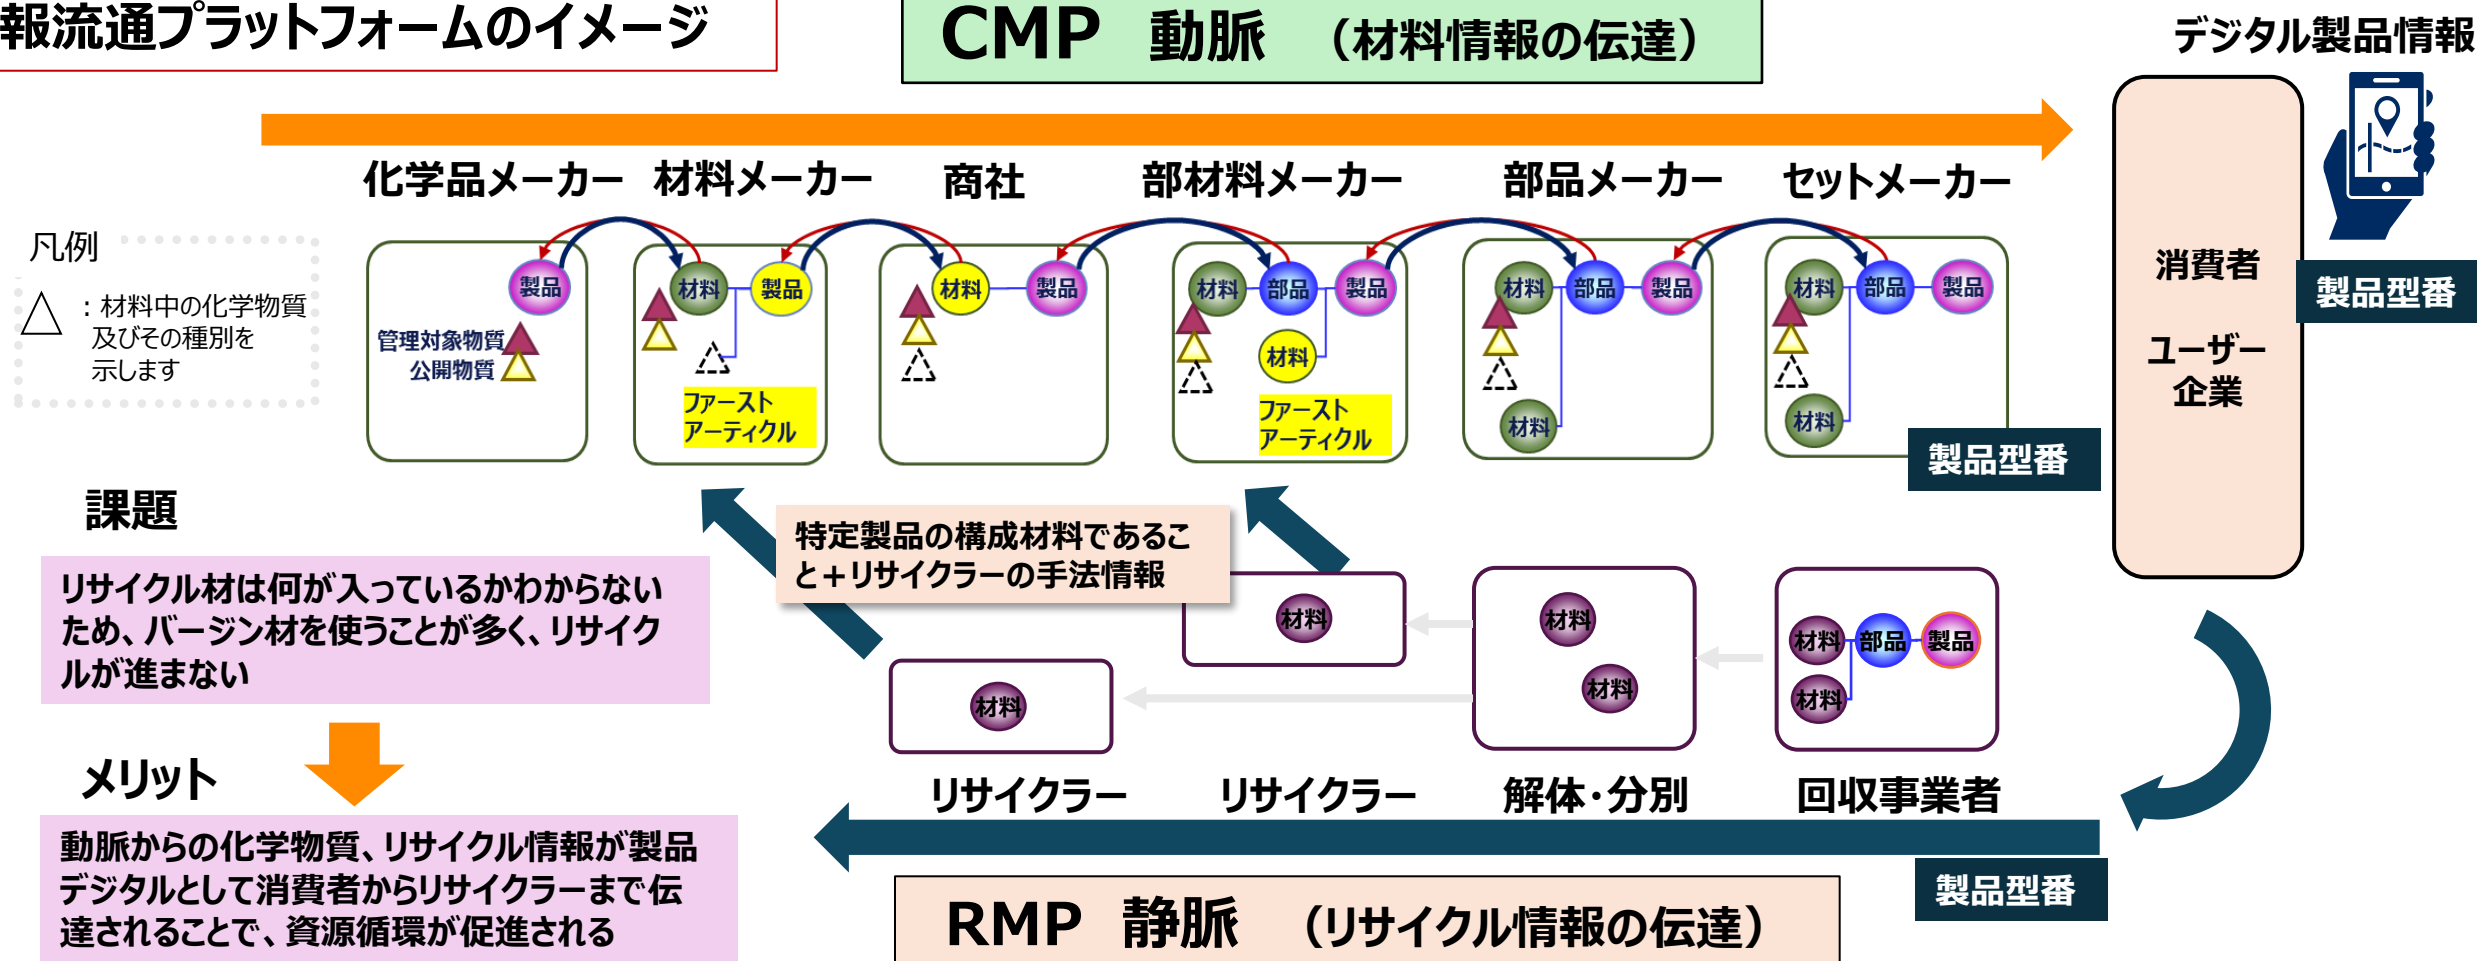 報流通プラットフォームのイメージ
CMP 動脈 （材料情報の伝達）
デジタル製品情報
化学品メーカー
材料メーカー
商社
部材料メーカー
部品メーカー
セットメーカー
凡例
：材料中の化学物質
及びその種別を
示します
製品
管理対象物質
公開物質
材料
製品
ファースト
アーティクル
材料
製品
材料
部品
製品
材料
ファースト
アーティクル
材料
部品
製品
材料
材料
部品
製品
材料
製品型番
消費者
ユーザー
企業
製品型番
課題
リサイクル材は何が入っているかわからない
ため、バージン材を使うことが多く、リサイク
ルが進まない
特定製品の構成材料であるこ
と+リサイクラーの手法情報
材料
材料
材料
材料
材料
部品
製品
材料
リサイクラー
リサイクラー
解体・分別
回収事業者
メリット
動脈からの化学物質、リサイクル情報が製品
デジタルとして消費者からリサイクラーまで伝
達されることで、資源循環が促進される
製品型番
RMP 静脈 （リサイクル情報の伝達）